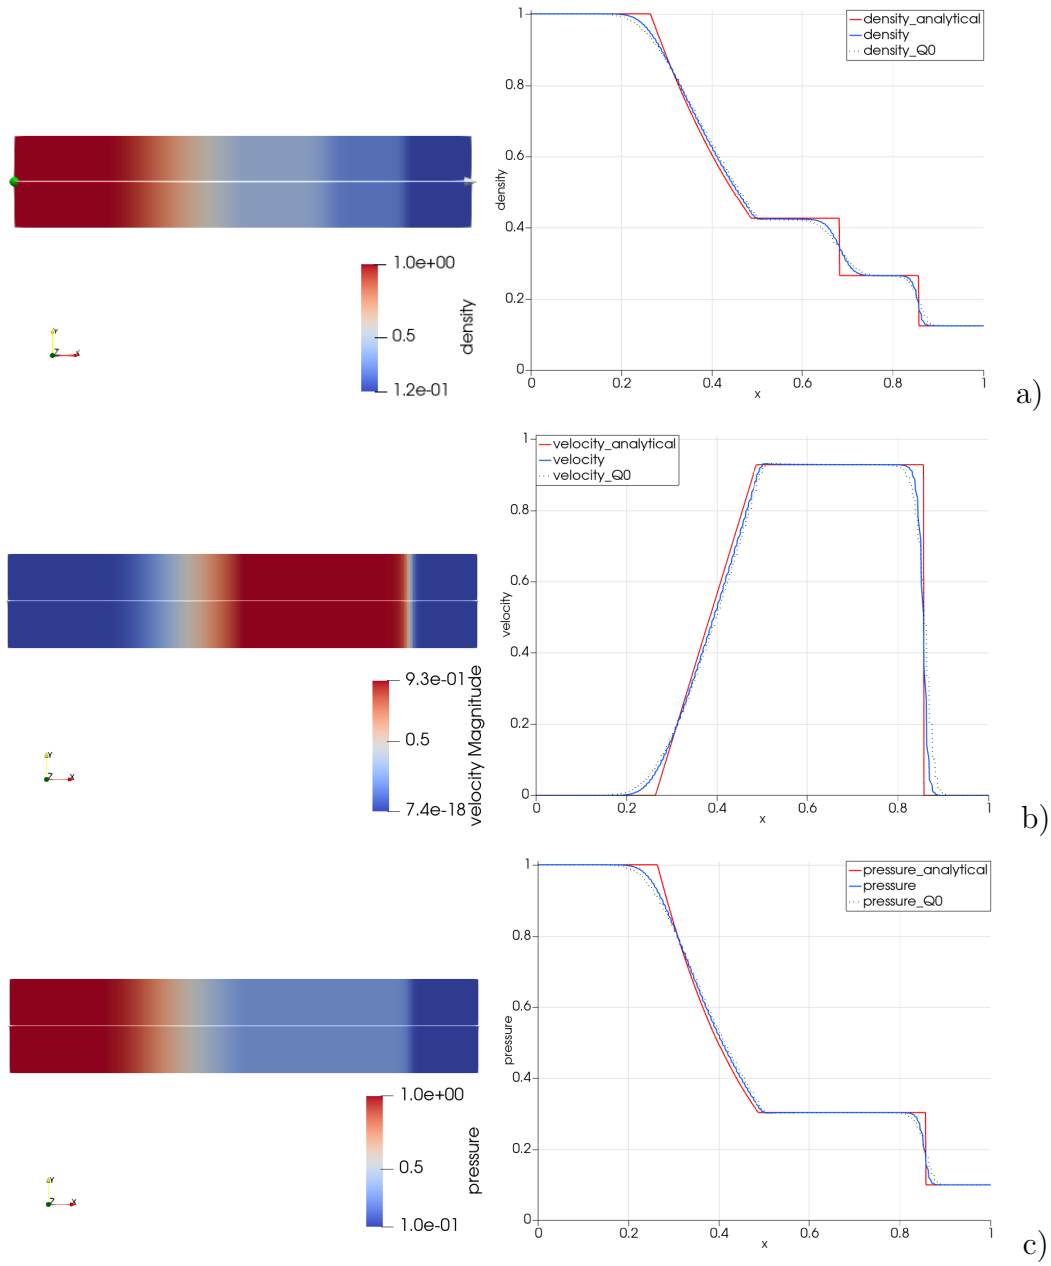 1.0e+00
0.5
1.2e-01
density
Y
Z
X
density_analytical
density
density_Q0
1
0.8
0.6
0.4
0.2
0
density
0
0.2
0.4
0.6
0.8
1
x
a)
9.3e-01
0.5
7.4e-18
velocity Magnitude
Y
Z
X
velocity_analytical
velocity
velocity_Q0
1
0.8
0.6
0.4
0.2
0
velocity
0
0.2
0.4
0.6
0.8
1
x
b)
1.0e+00
0.5
1.0e-01
pressure
Y
Z
X
pressure_analytical
pressure
pressure_Q0
1
0.8
0.6
0.4
0.2
0
pressure
0
0.2
0.4
0.6
0.8
1
x
c)